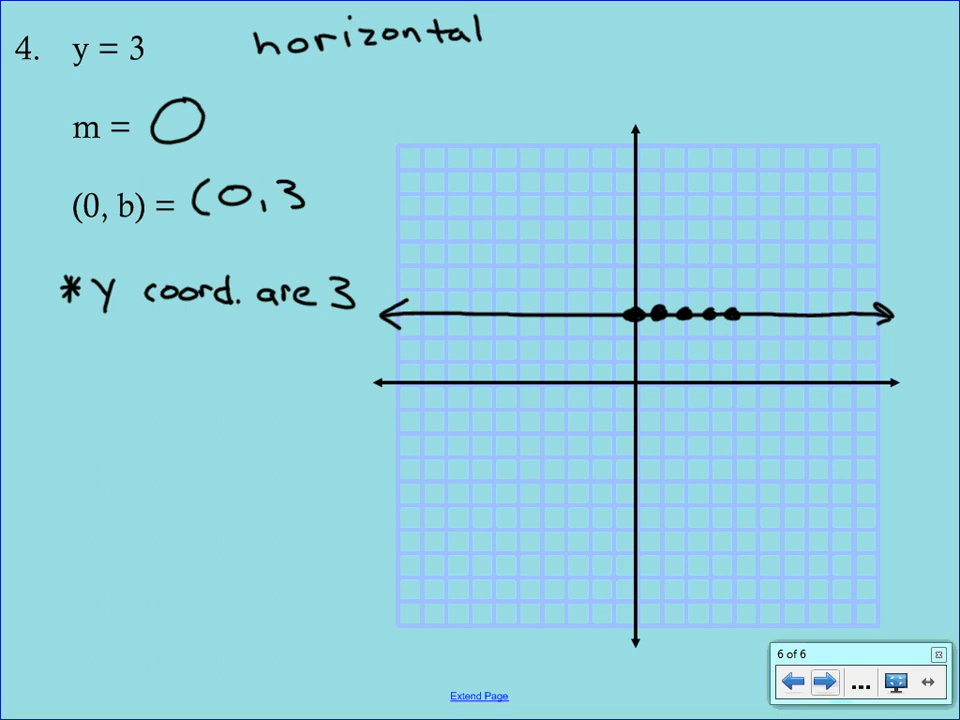 4. y = 3 horizontal
m = 0
(0, b) = (0, 3
* y coord. are 3
6 of 6
...
Extend Page